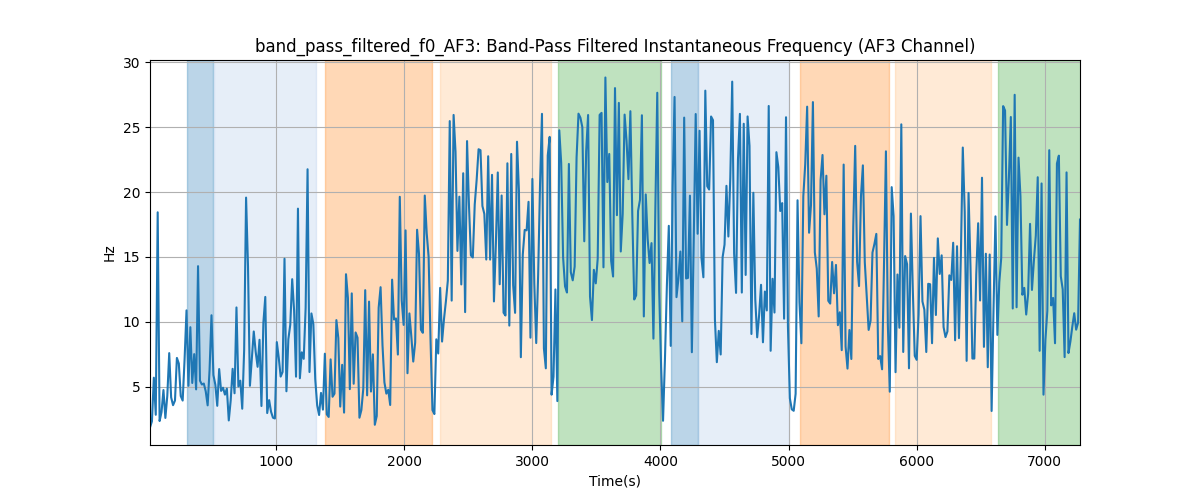 band_pass_filtered_f0_AF3: Band-Pass Filtered Instantaneous Frequency (AF3 Channel)
30
25
20
15
10
5
Hz
1000 2000 3000 4000 5000 6000 7000
Time(s)